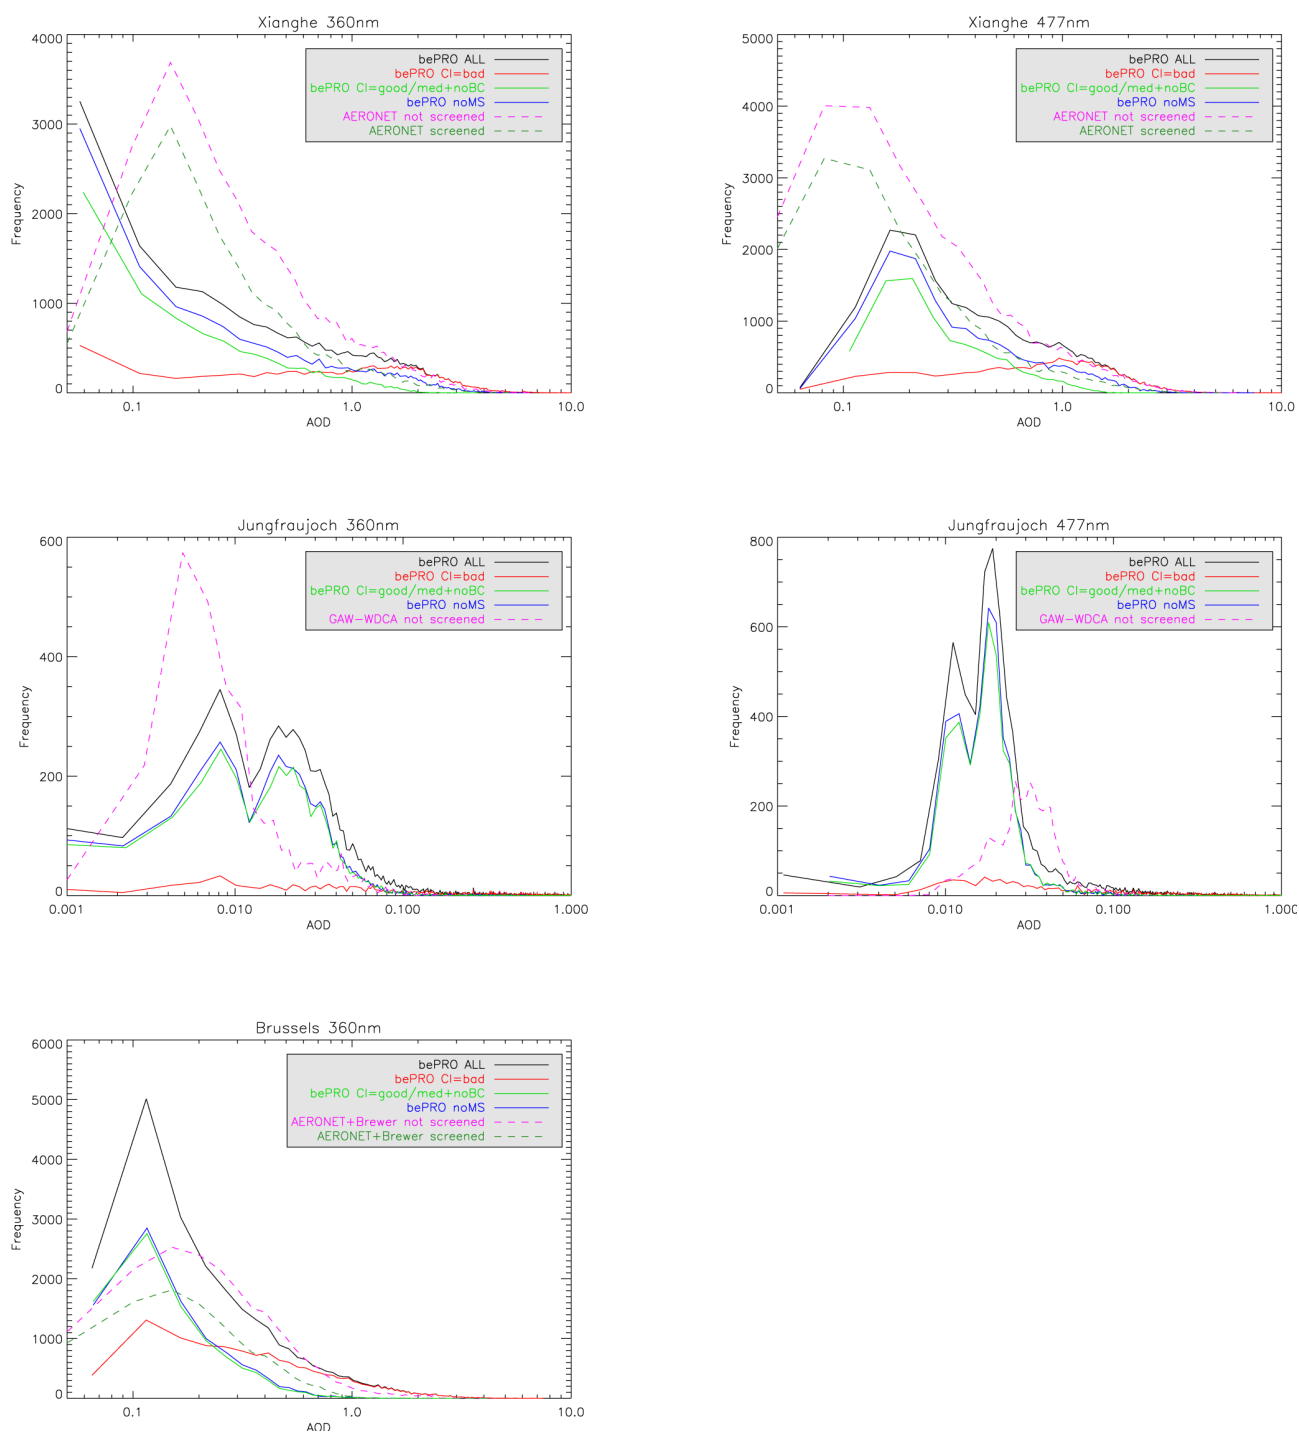 Xianghe 360nm
4000
3000
2000
1000
0
Frequency
bePRO ALL
bePRO CI=bad
bePRO CI=good/med+noBC
bePRO noMS
AERONET not screened
AERONET screened
0.1 1.0 10.0
AOD
Xianghe 477nm
5000
4000
3000
2000
1000
0
Frequency
bePRO ALL
bePRO CI=bad
bePRO CI=good/med+noBC
bePRO noMS
AERONET not screened
AERONET screened
0.1 1.0 10.0
AOD
Jungfraujoch 360nm
600
400
200
0
Frequency
bePRO ALL
bePRO CI=bad
bePRO CI=good/med+noBC
bePRO noMS
GAW-WDCA not screened
0.001 0.010 0.100 1.000
AOD
Jungfraujoch 477nm
800
600
400
200
0
Frequency
bePRO ALL
bePRO CI=bad
bePRO CI=good/med+noBC
bePRO noMS
GAW-WDCA not screened
0.001 0.010 0.100 1.000
AOD
Brussels 360nm
6000
5000
4000
3000
2000
1000
0
Frequency
bePRO ALL
bePRO CI=bad
bePRO CI=good/med+noBC
bePRO noMS
AERONET+Brewer not screened
AERONET+Brewer screened
0.1 1.0 10.0
AOD